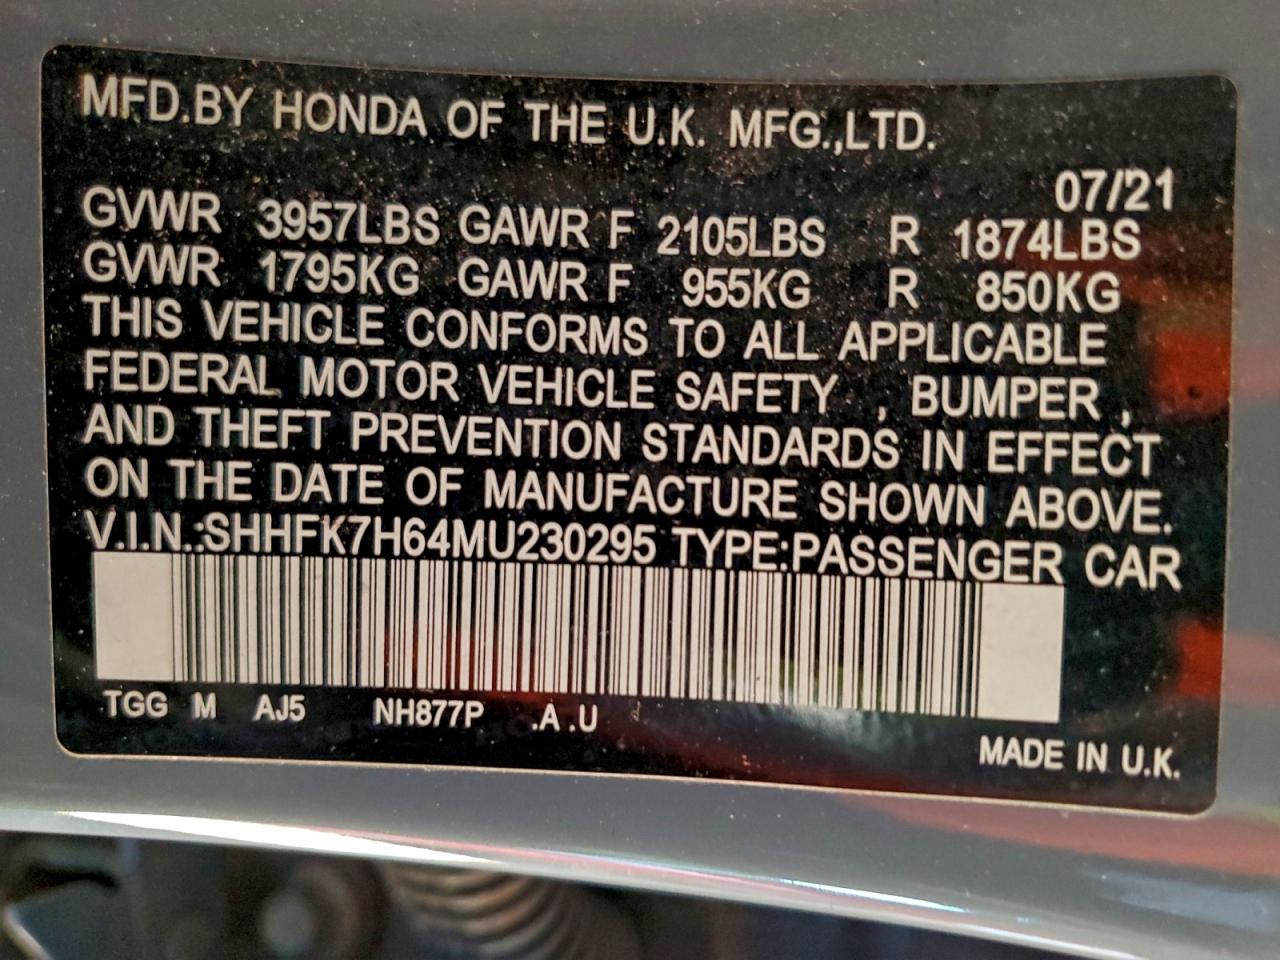 MFD.BY HONDA OF THE U.K. MFG.,LTD.
07/21
GVWR 3957LBS GAWR F 2105LBS R 1874LBS
GVWR 1795KG GAWR F 955KG R 850KG
THIS VEHICLE CONFORMS TO ALL APPLICABLE
FEDERAL MOTOR VEHICLE SAFETY , BUMPER ,
AND THEFT PREVENTION STANDARDS IN EFFECT
ON THE DATE OF MANUFACTURE SHOWN ABOVE.
V.I.N.:SHHFK7H64MU230295 TYPE:PASSENGER CAR
TGG M AJ5 NH877P .A .U
MADE IN U.K.